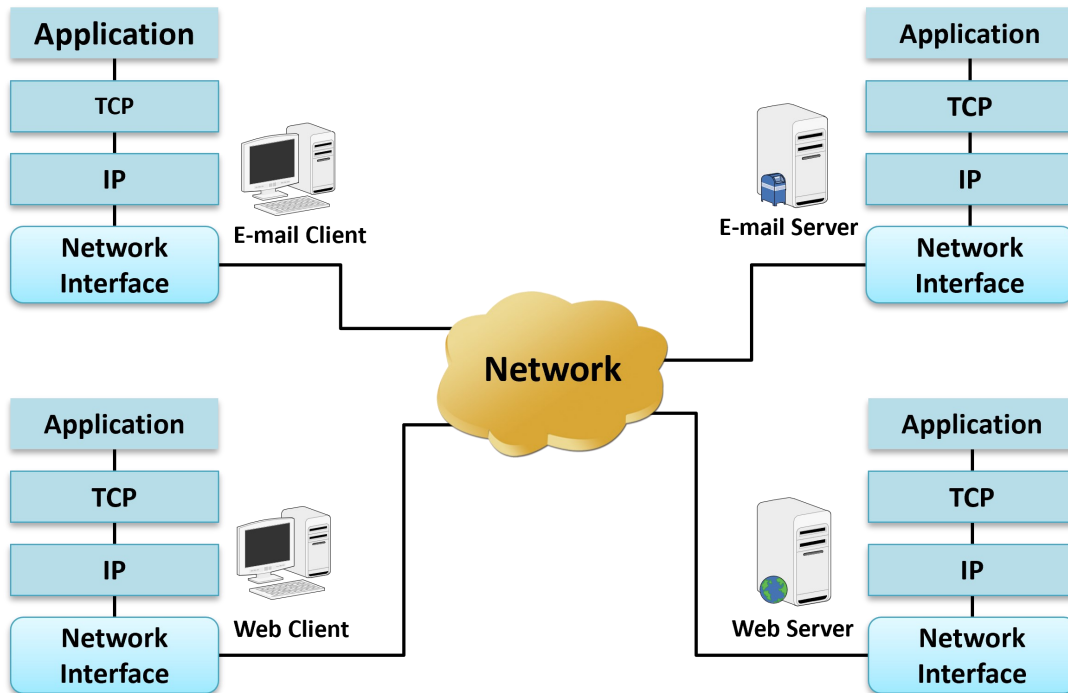 Application
TCP
IP
Network
Interface
E-mail Client
Application
TCP
IP
Network
Interface
E-mail Server
Network
Application
TCP
IP
Network
Interface
Web Client
Application
TCP
IP
Network
Interface
Web Server